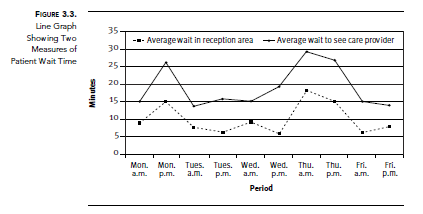 FIGURE 3.3.
Line Graph
Showing Two
Measures of
Patient Wait Time
Average wait in reception area
Average wait to see care provider
Minutes
35
30
25
20
15
10
5
0
Mon. a.m.
Mon. p.m.
Tues. a.m.
Tues. p.m.
Wed. a.n.
Wed. p.m.
Thu. a.m.
Thu. p.m.
Fri. a.m.
Fri. p.m.
Period